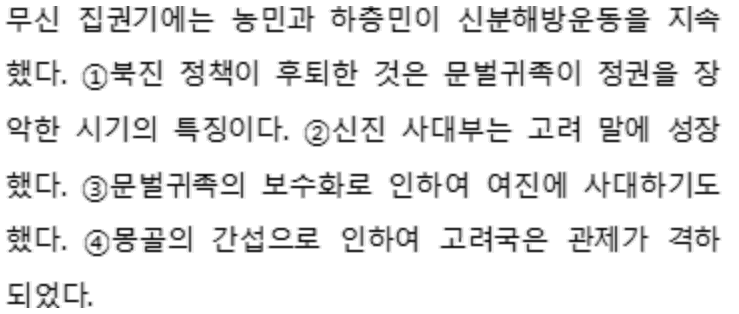 무신 집권기에는 농민과 하층민이 신분해방운동을 지속
했다. ①북진 정책이 후퇴한 것은 문벌귀족이 정권을 장
악한 시기의 특징이다. ②신진 사대부는 고려 말에 성장
했다. ③문벌귀족의 보수화로 인하여 여진에 사대하기도
했다. ④몽골의 간섭으로 인하여 고려국은 관제가 격하
되었다.